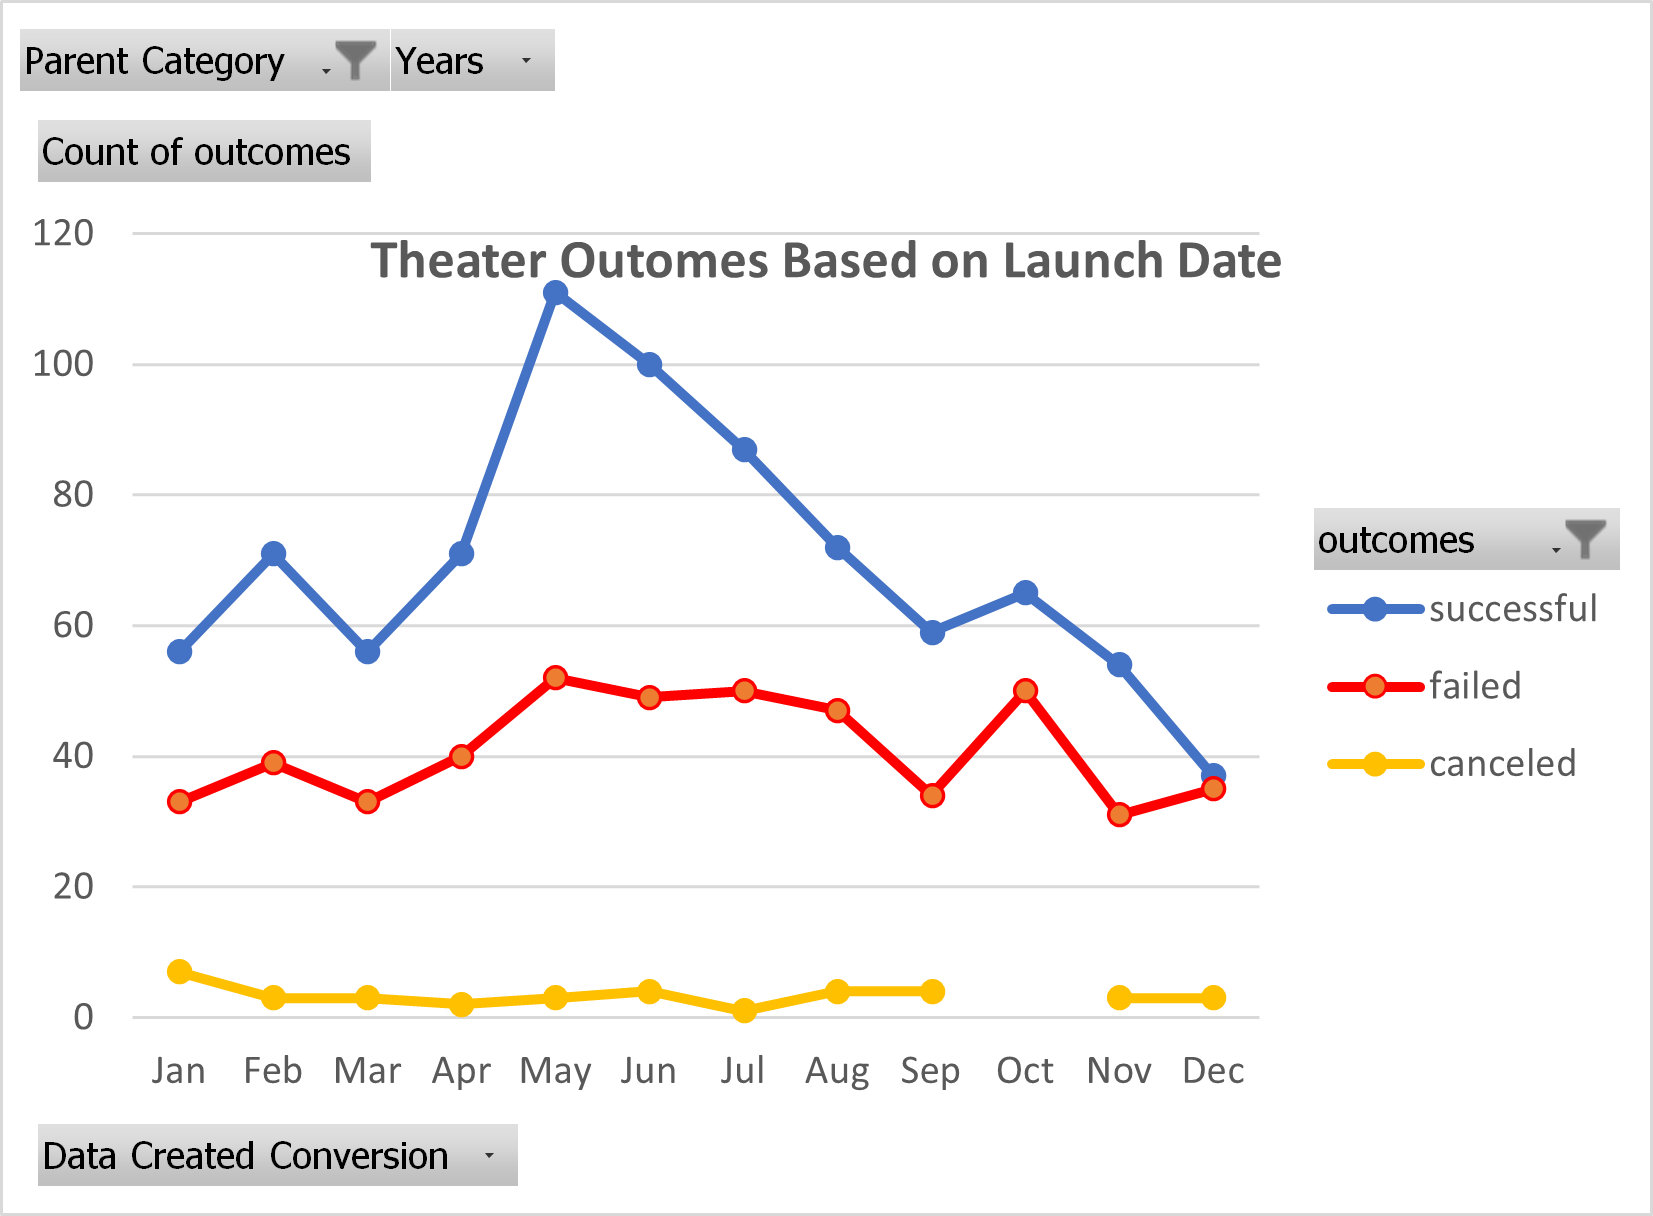 Parent Category Years
Count of outcomes
Theater Outomes Based on Launch Date
120
100
80
60
40
20
0
Jan Feb Mar Apr May Jun Jul Aug Sep Oct Nov Dec
outcomes
successful
failed
canceled
Data Created Conversion